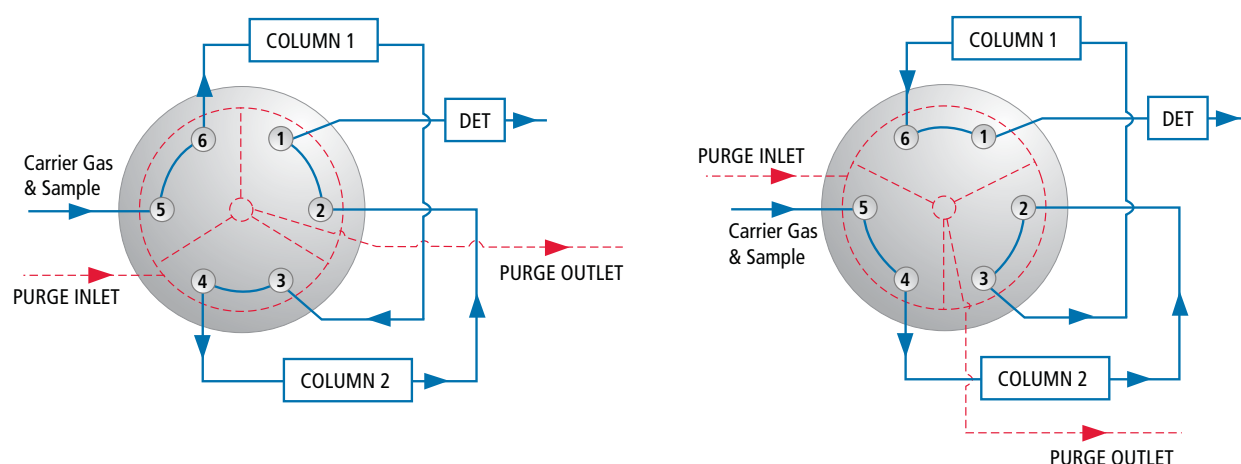 COLUMN 1
DET
6
1
Carrier Gas
& Sample
5
2
PURGE OUTLET
PURGE INLET
4
3
COLUMN 2
COLUMN 1
DET
6
1
PURGE INLET
5
2
Carrier Gas
& Sample
4
3
COLUMN 2
PURGE OUTLET